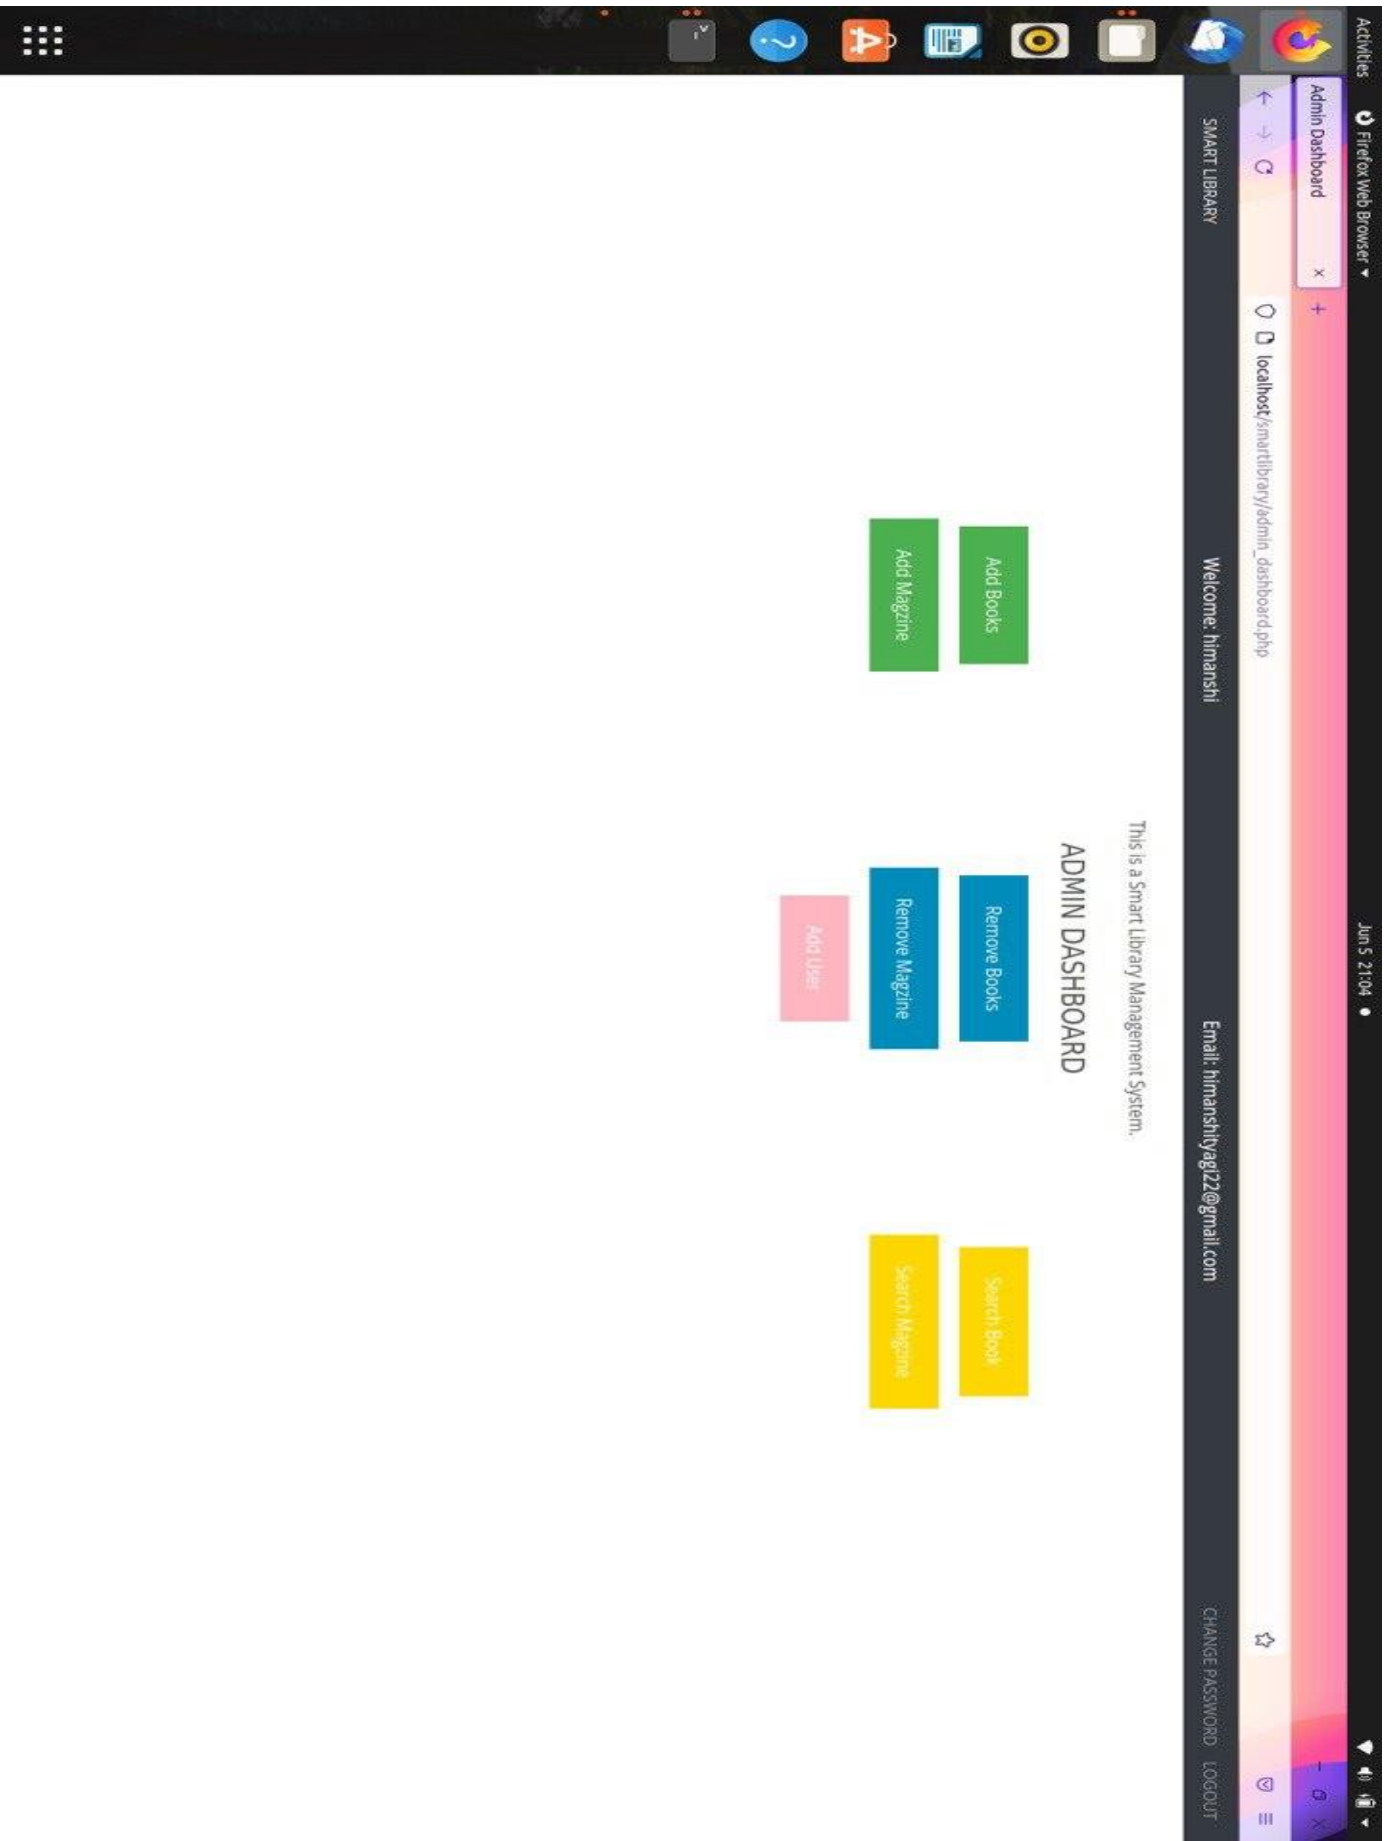 Activities Firefox Web Browser Jun 5 21:04
Admin Dashboard
localhost/smartlibrary/admin_dashboard.php
SMART LIBRARY Welcome: himanshi Email: himanshityagi22@gmail.com CHANGE PASSWORD LOGOUT
This is a Smart Library Management System.
ADMIN DASHBOARD
Add Books Remove Books Search Book
Add Magzine Remove Magzine Search Magzine
Add User